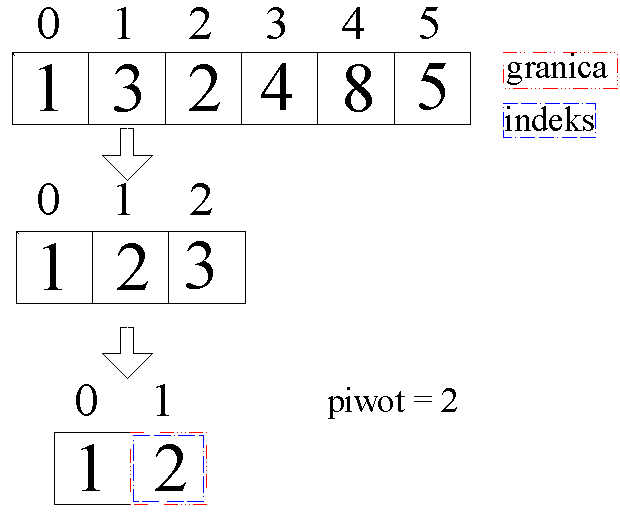 0 1 2 3 4 5
1 3 2 4 8 5
granica
indeks
0 1 2
1 2 3
0 1
piwot = 2
1 2